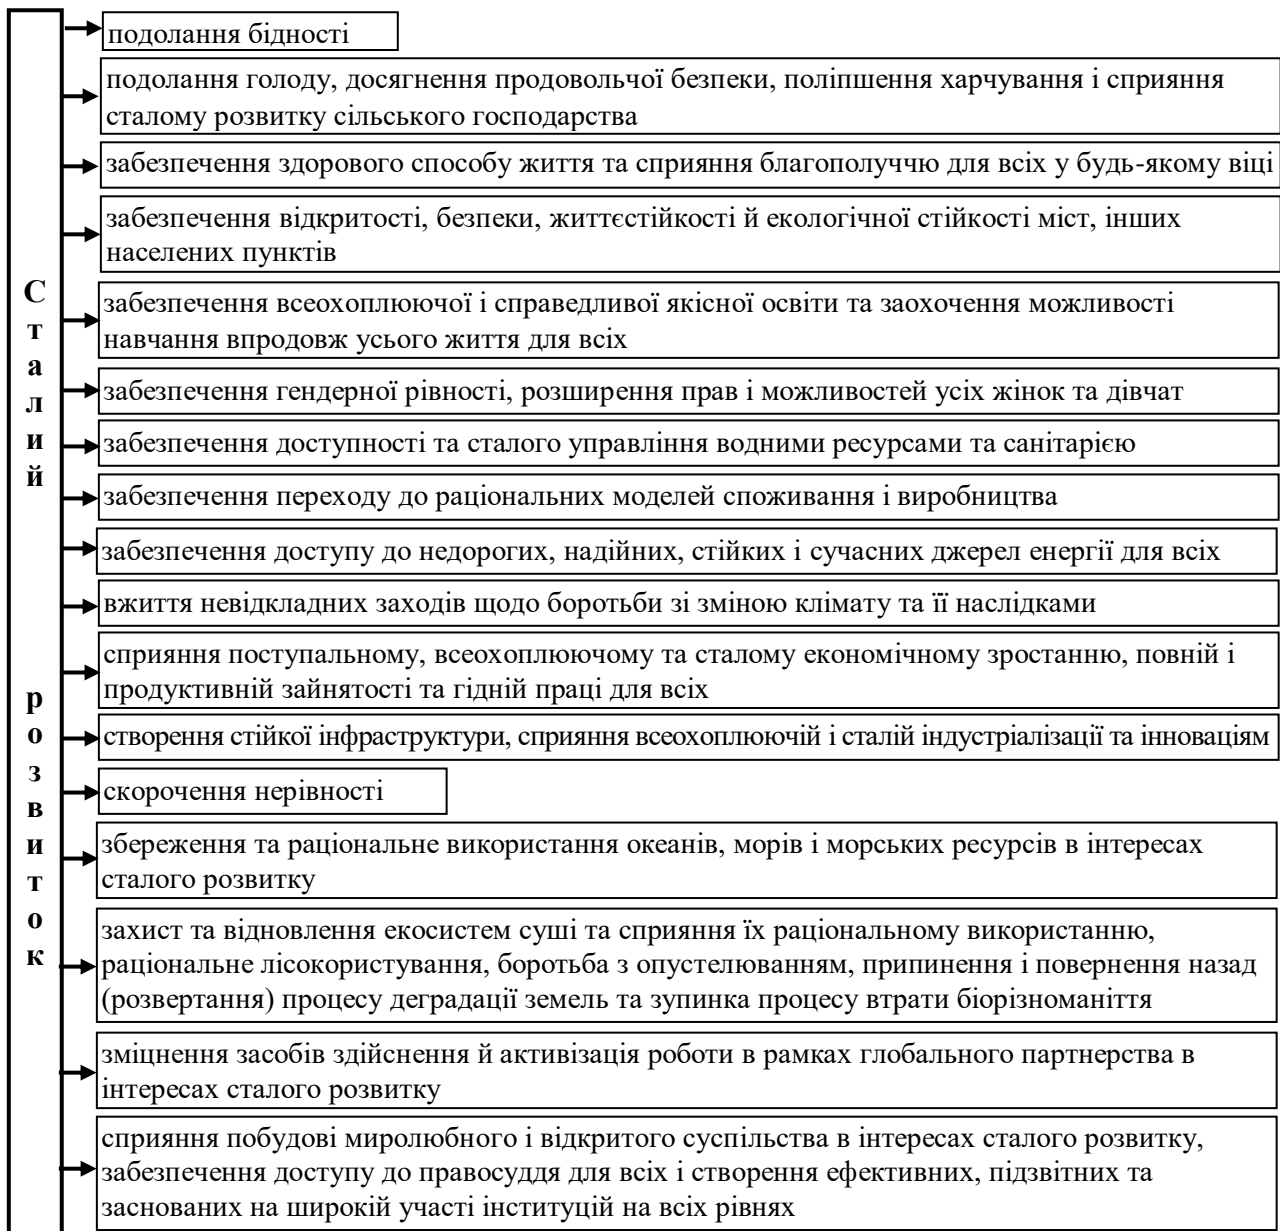 Сталий розвиток
подолання бідності
подолання голоду, досягнення продовольчої безпеки, поліпшення харчування і сприяння
сталому розвитку сільського господарства
забезпечення здорового способу життя та сприяння благополуччю для всіх у будь-якому віці
забезпечення відкритості, безпеки, життєстійкості й екологічної стійкості міст, інших
населених пунктів
забезпечення всеохоплюючої і справедливої якісної освіти та заохочення можливості
навчання впродовж усього життя для всіх
забезпечення гендерної рівності, розширення прав і можливостей усіх жінок та дівчат
забезпечення доступності та сталого управління водними ресурсами та санітарією
забезпечення переходу до раціональних моделей споживання і виробництва
забезпечення доступу до недорогих, надійних, стійких і сучасних джерел енергії для всіх
вжиття невідкладних заходів щодо боротьби зі зміною клімату та її наслідками
сприяння поступальному, всеохоплюючому та сталому економічному зростанню, повній і
продуктивній зайнятості та гідній праці для всіх
створення стійкої інфраструктури, сприяння всеохоплюючій і сталій індустріалізації та інноваціям
скорочення нерівності
збереження та раціональне використання океанів, морів і морських ресурсів в інтересах
сталого розвитку
захист та відновлення екосистем суші та сприяння їх раціональному використанню,
раціональне лісокористування, боротьба з опустелюванням, припинення і повернення назад
(розвертання) процесу деградації земель та зупинка процесу втрати біорізноманіття
зміцнення засобів здійснення й активізація роботи в рамках глобального партнерства в
інтересах сталого розвитку
сприяння побудові миролюбного і відкритого суспільства в інтересах сталого розвитку,
забезпечення доступу до правосуддя для всіх і створення ефективних, підзвітних та
заснованих на широкій участі інституцій на всіх рівнях